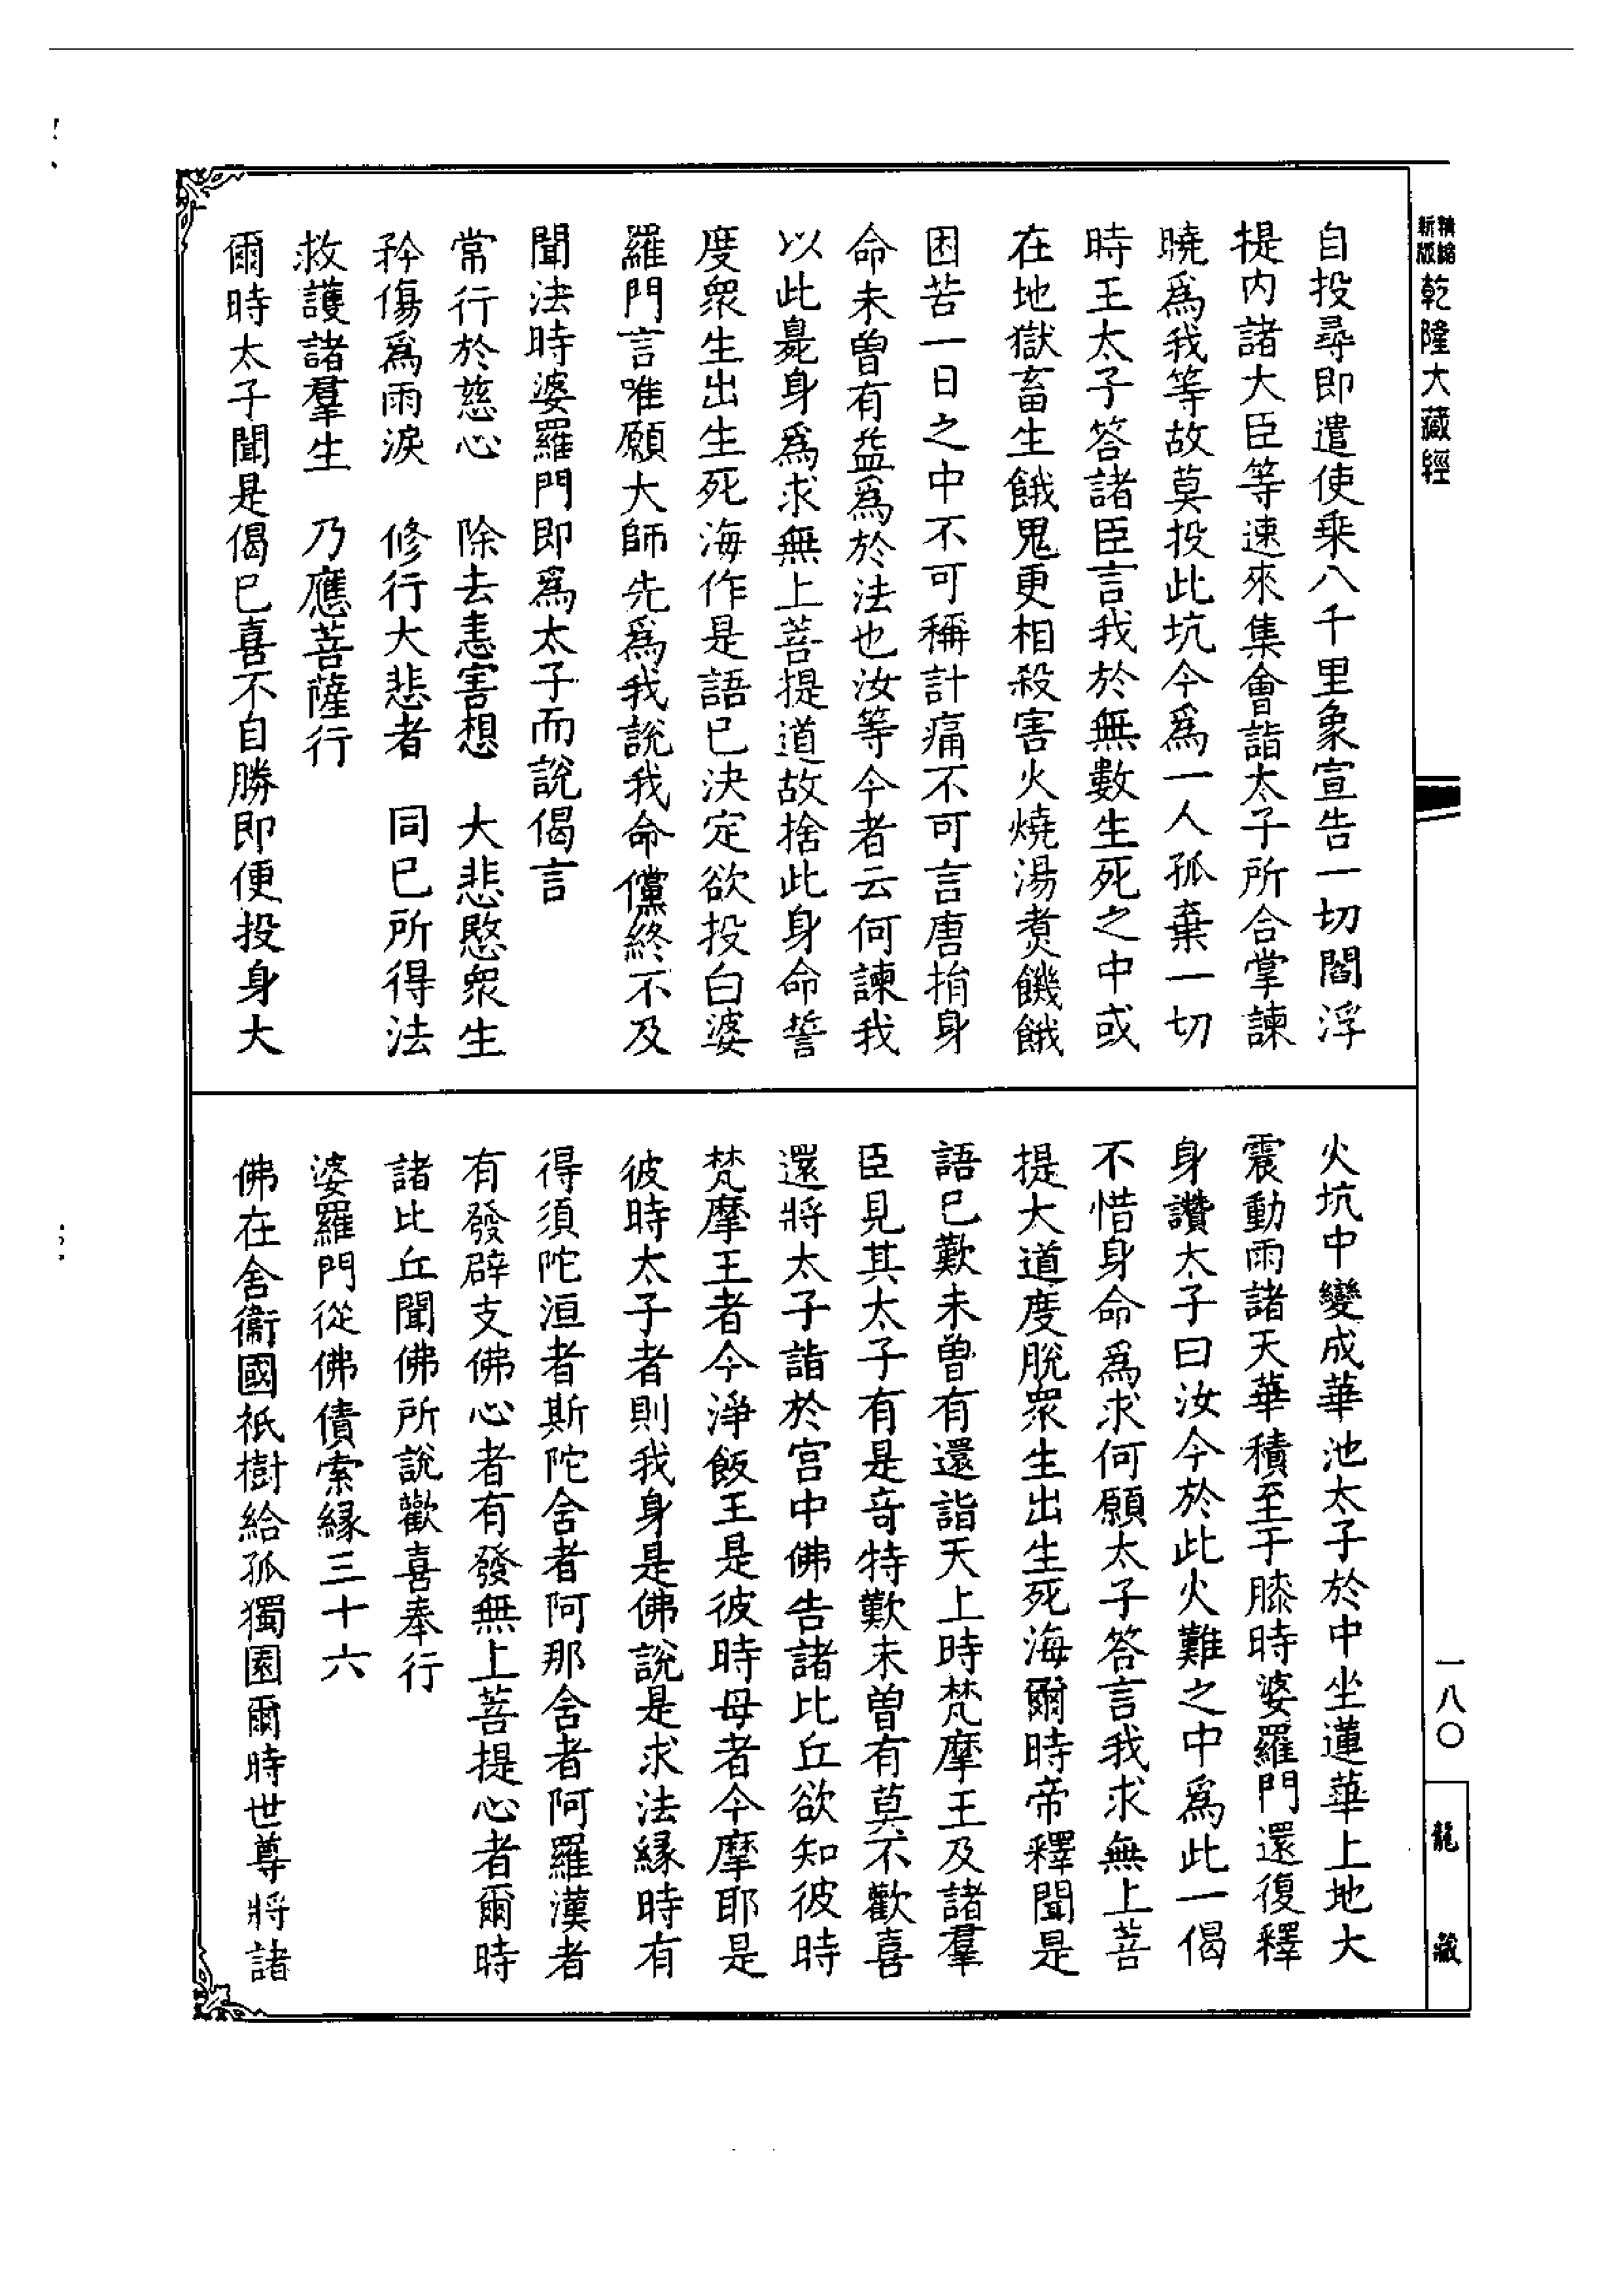 精縮新版乾隆大藏經
自投尋即遣使乘八千里象宣告一切閻浮
提内諸大臣等速來集會詣太子所合掌諫
曉爲我等故莫投此坑今爲一人孤棄一切
時王太子答諸臣言我於無數生死之中或
在地獄畜生餓鬼更相殺害火燒湯煑饑餓
困苦一日之中不可稱計痛不可言唐捐身
命未曾有益爲於法也汝等今者云何諫我
以此臭身爲求無上菩提道故捨此身命誓
度衆生出生死海作是語已決定欲投白婆
羅門言唯願大師先爲我說我命儻終不及
聞法時婆羅門即爲太子而說偈言
常行於慈心　除去恚害想　大悲愍衆生
矜傷爲雨淚　修行大悲者　同已所得法
救護諸羣生　乃應菩薩行
爾時太子聞是偈已喜不自勝即便投身大
火坑中變成華池太子於中坐蓮華上地大
震動雨諸天華積至于膝時婆羅門還復釋
身讚太子曰汝今於此火難之中爲此一偈
不惜身命爲求何願太子答言我求無上菩
提大道度脫衆生出生死海爾時帝釋聞是
語已歎未曾有還詣天上時梵摩王及諸羣
臣見其太子有是竒特歎未曾有莫不歡喜
還將太子詣於宫中佛告諸比丘欲知彼時
梵摩王者今淨飯王是彼時母者今摩耶是
彼時太子者則我身是佛說是求法緣時有
得須陀洹者斯陀含者阿那含者阿羅漢者
有發辟支佛心者有發無上菩提心者爾時
諸比丘聞佛所說歡喜奉行
婆羅門從佛債索緣三十六
佛在舍衞國祇樹給孤獨園爾時世尊將諸
一八〇
龍藏